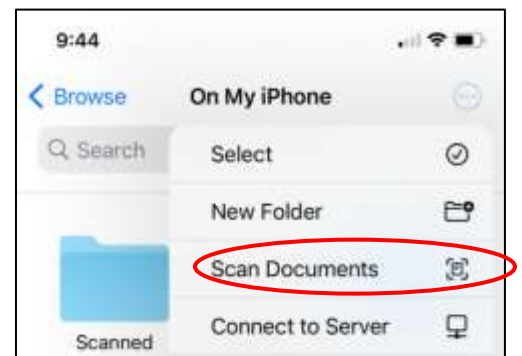 9:44
Browse
On My iPhone
Search
Select
New Folder
Scan Documents
Connect to Server
Scanned